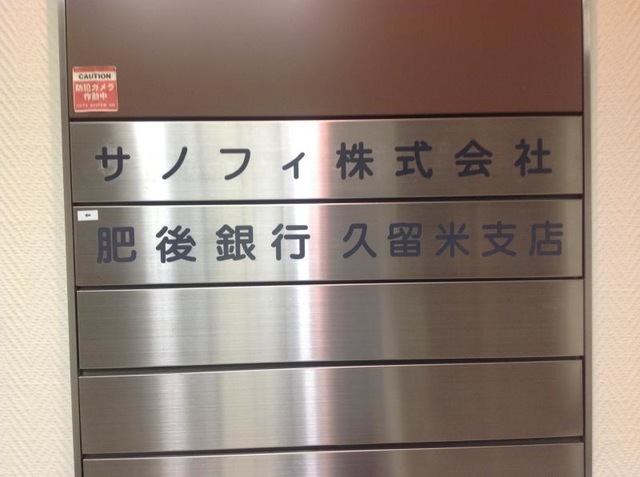 CAUTION
防犯カメラ
作動中
サノフィ株式会社
肥後銀行 久留米支店